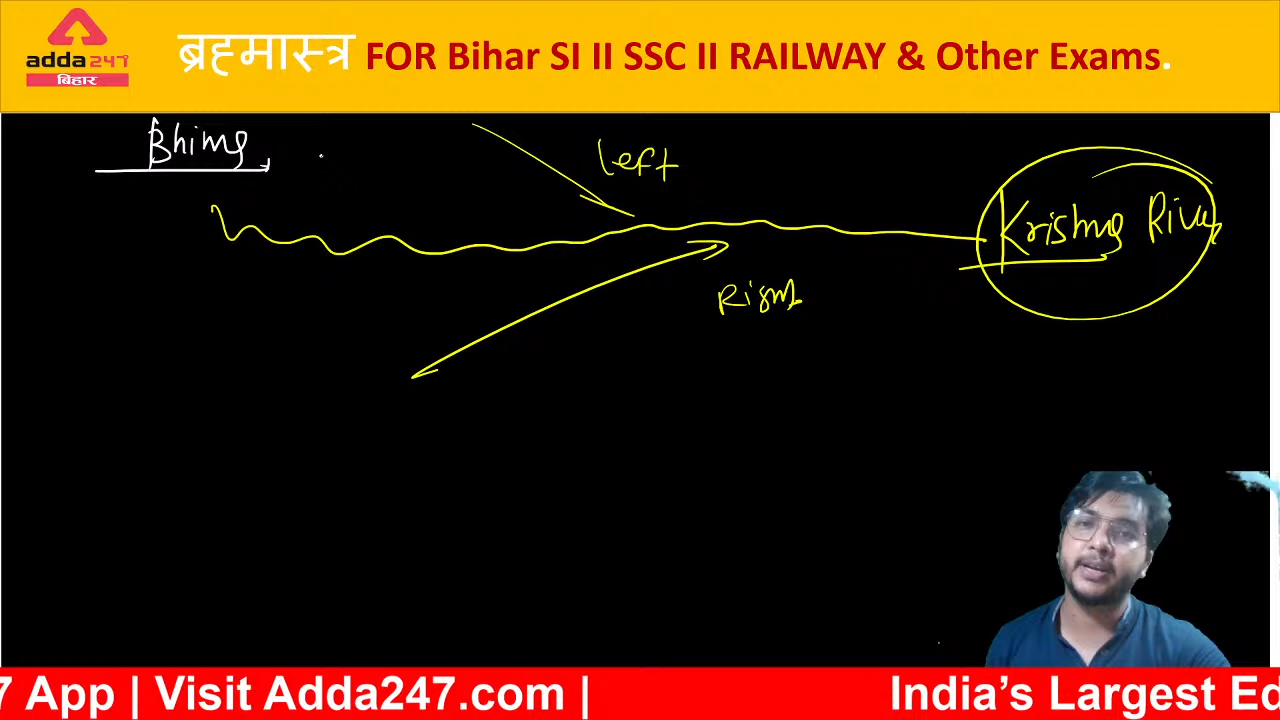 adda247
बिहार
ब्रह्मास्त्र FOR Bihar SI II SSC II RAILWAY & Other Exams.
Bhima
left
Krishna River
Right
7 App | Visit Adda247.com |
India's Largest Ed